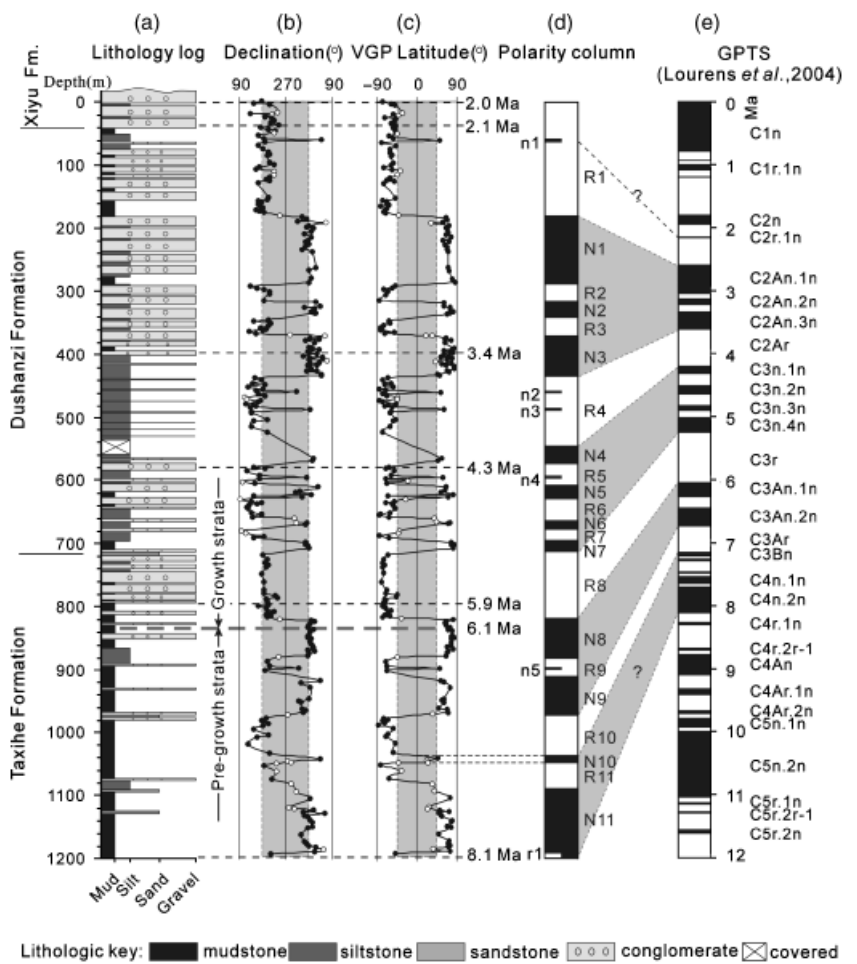 (a) (b) (c) (d) (e)
Lithology log Declination(°) VGP Latitude(°) Polarity column GPTS
(Lourens et al.,2004)
Depth(m) 90 270 90 −90 0 90
Xiyu Fm.
Dushanzi Formation
Taxihe Formation
0
100
200
300
400
500
600
700
800
900
1000
1100
1200
Mud Silt Sand Gravel
Growth strata
Pre-growth strata
2.0 Ma
2.1 Ma
3.4 Ma
4.3 Ma
5.9 Ma
6.1 Ma
8.1 Ma
n1
n2
n3
n4
n5
r1
R1
N1
R2
N2
R3
N3
R4
N4
R5
N5
R6
N6
R7
N7
R8
N8
R9
N9
R10
N10
R11
N11
?
?
0
1
2
3
4
5
6
7
8
9
10
11
12
Ma
C1n
C1r.1n
C2n
C2r.1n
C2An.1n
C2An.2n
C2An.3n
C2Ar
C3n.1n
C3n.2n
C3n.3n
C3n.4n
C3r
C3An.1n
C3An.2n
C3Ar
C3Bn
C4n.1n
C4n.2n
C4r.1n
C4r.2r-1
C4An
C4Ar.1n
C4Ar.2n
C5n.1n
C5n.2n
C5r.1n
C5r.2r-1
C5r.2n
Lithologic key: mudstone siltstone sandstone conglomerate covered